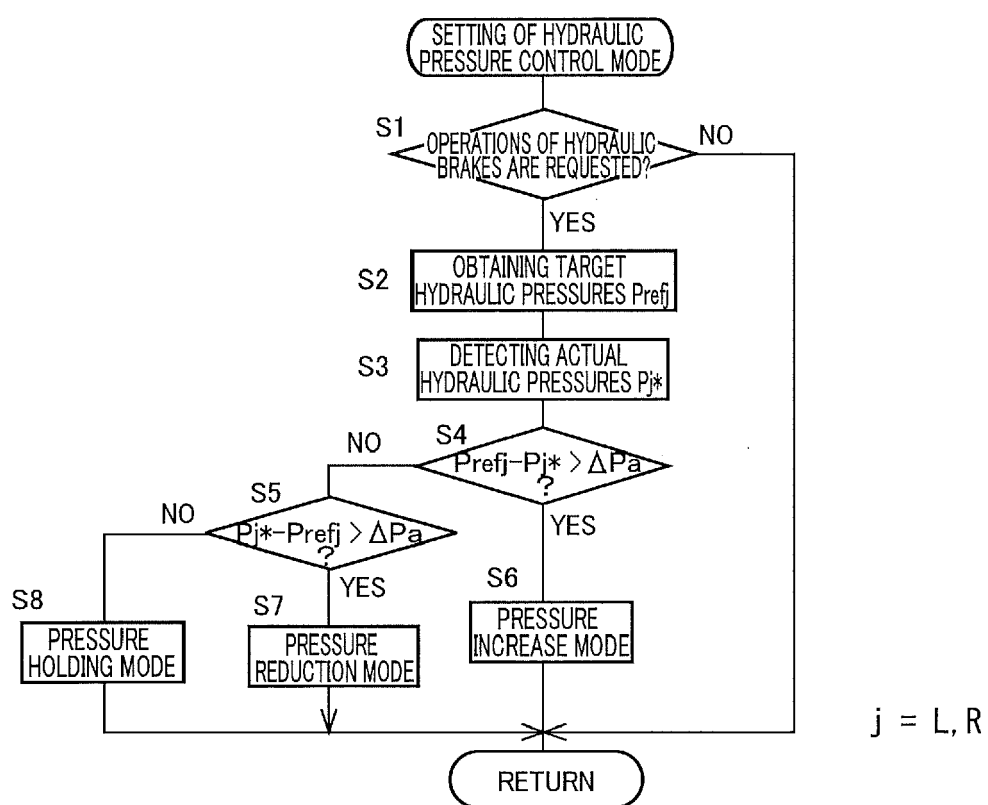 SETTING OF HYDRAULIC
PRESSURE CONTROL MODE
S1
OPERATIONS OF HYDRAULIC
BRAKES ARE REQUESTED?
NO
YES
S2
OBTAINING TARGET
HYDRAULIC PRESSURES Prefj
S3
DETECTING ACTUAL
HYDRAULIC PRESSURES Pj*
S4
NO
Prefj-Pj* > ΔPa
?
YES
S5
NO
Pj*-Prefj > ΔPa
?
YES
S6
PRESSURE
INCREASE MODE
S7
PRESSURE
REDUCTION MODE
S8
PRESSURE
HOLDING MODE
j = L, R
RETURN